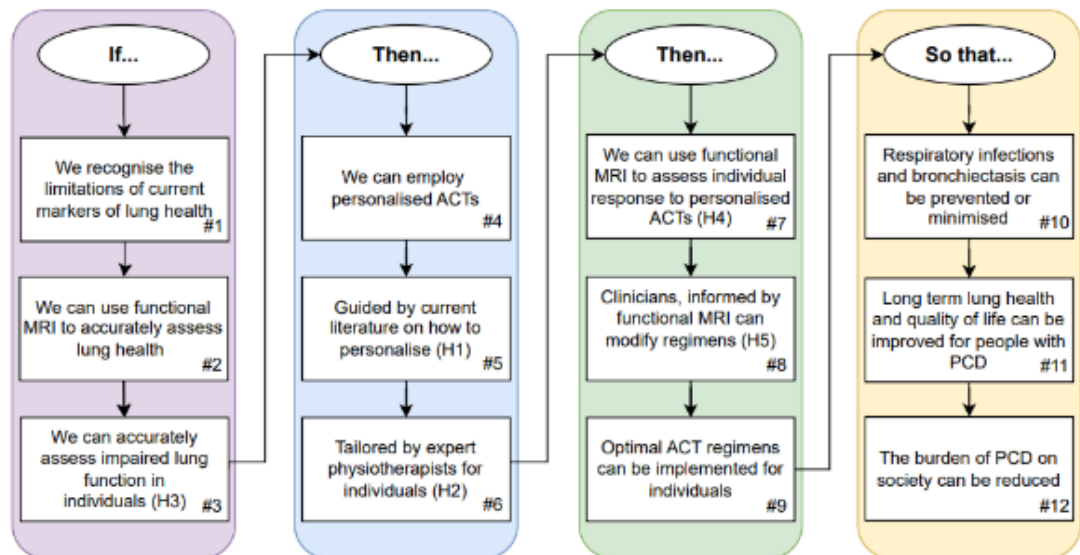 If...
We recognise the
limitations of current
markers of lung health
#1
We can use functional
MRI to accurately assess
lung health
#2
We can accurately
assess impaired lung
function in
individuals (H3)
#3
Then...
We can employ
personalised ACTs
#4
Guided by current
literature on how to
personalise (H1)
#5
Tailored by expert
physiotherapists for
individuals (H2)
#6
Then...
We can use functional
MRI to assess individual
response to personalised
ACTs (H4)
#7
Clinicians, informed by
functional MRI can
modify regimens (H5)
#8
Optimal ACT regimens
can be implemented for
individuals
#9
So that...
Respiratory infections
and bronchiectasis can
be prevented or
minimised
#10
Long term lung health
and quality of life can be
improved for people with
PCD
#11
The burden of PCD on
society can be reduced
#12